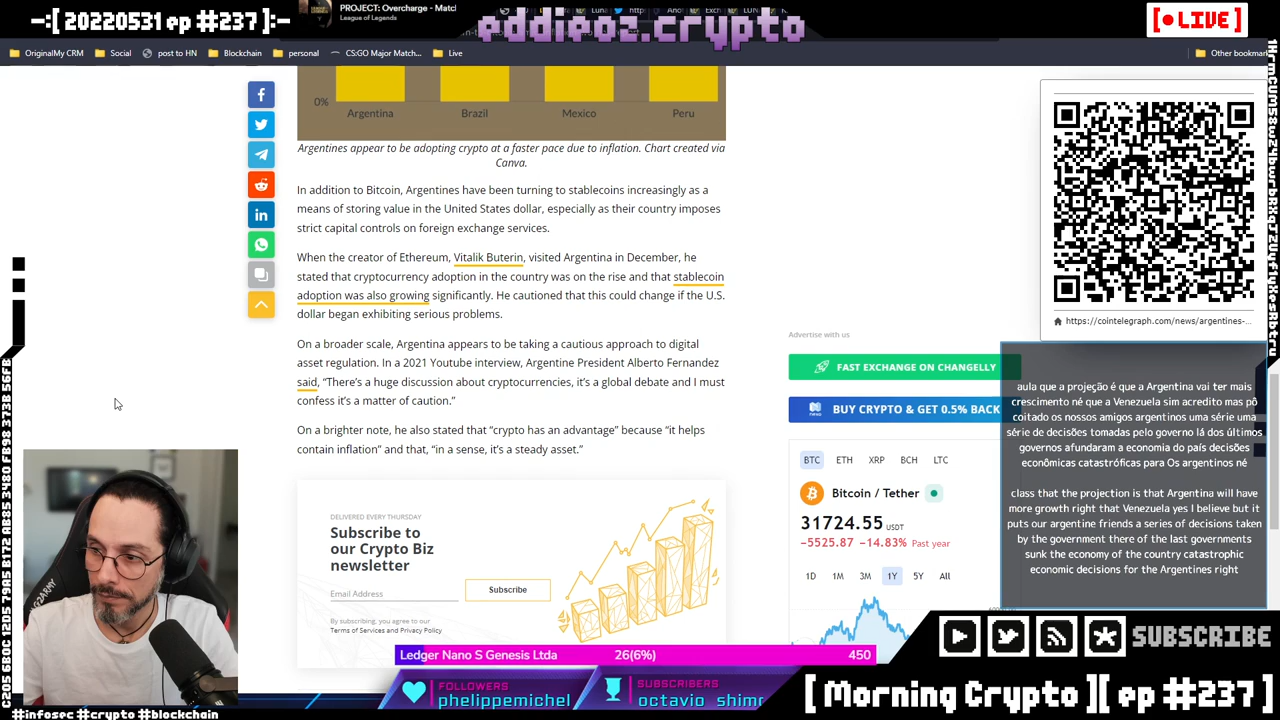 -:[ 20220531 ep #237]:-
PROJECT: Overcharge - Matcl
League of Legends
eddieoz.crypto
[ LIVE]
OriginalMy CRM
Social
post to HN
Blockchain
personal
CS:GO Major Match...
Live
Other bookmar
0%
Argentina
Brazil
Mexico
Peru
Argentines appear to be adopting crypto at a faster pace due to inflation. Chart created via
Canva.
In addition to Bitcoin, Argentines have been turning to stablecoins increasingly as a
means of storing value in the United States dollar, especially as their country imposes
strict capital controls on foreign exchange services.
When the creator of Ethereum, Vitalik Buterin, visited Argentina in December, he
stated that cryptocurrency adoption in the country was on the rise and that stablecoin
adoption was also growing significantly. He cautioned that this could change if the U.S.
dollar began exhibiting serious problems.
On a broader scale, Argentina appears to be taking a cautious approach to digital
asset regulation. In a 2021 Youtube interview, Argentine President Alberto Fernandez
said, “There’s a huge discussion about cryptocurrencies, it’s a global debate and I must
confess it’s a matter of caution.”
On a brighter note, he also stated that “crypto has an advantage” because “it helps
contain inflation” and that, “in a sense, it’s a steady asset.”
DELIVERED EVERY THURSDAY
Subscribe to
our Crypto Biz
newsletter
Email Address
Subscribe
By subscribing, you agree to our
Terms of Services and Privacy Policy
https://cointelegraph.com/news/argentines-...
Advertise with us
FAST EXCHANGE ON CHANGELLY
BUY CRYPTO & GET 0.5% BACK
BTC
ETH
XRP
BCH
LTC
Bitcoin / Tether
31724.55 USDT
-5525.87 -14.83% Past year
1D
1M
3M
1Y
5Y
All
aula que a projeção é que a Argentina vai ter mais
crescimento né que a Venezuela sim acredito mas pô
coitado os nossos amigos argentinos uma série uma
série de decisões tomadas pelo governo lá dos últimos
governos afundaram a economia do país decisões
econômicas catastróficas para Os argentinos né
class that the projection is that Argentina will have
more growth right that Venezuela yes I believe but it
puts our argentine friends a series of decisions taken
by the government there of the last governments
sunk the economy of the country catastrophic
economic decisions for the Argentines right
Ledger Nano S Genesis Ltda
26(6%)
450
FOLLOWERS
phelippemichel
SUBSCRIBERS
octavio shimo
SUBSCRIBE
[ Morning Crypto ][ ep #237]
#infosec #crypto #blockchain